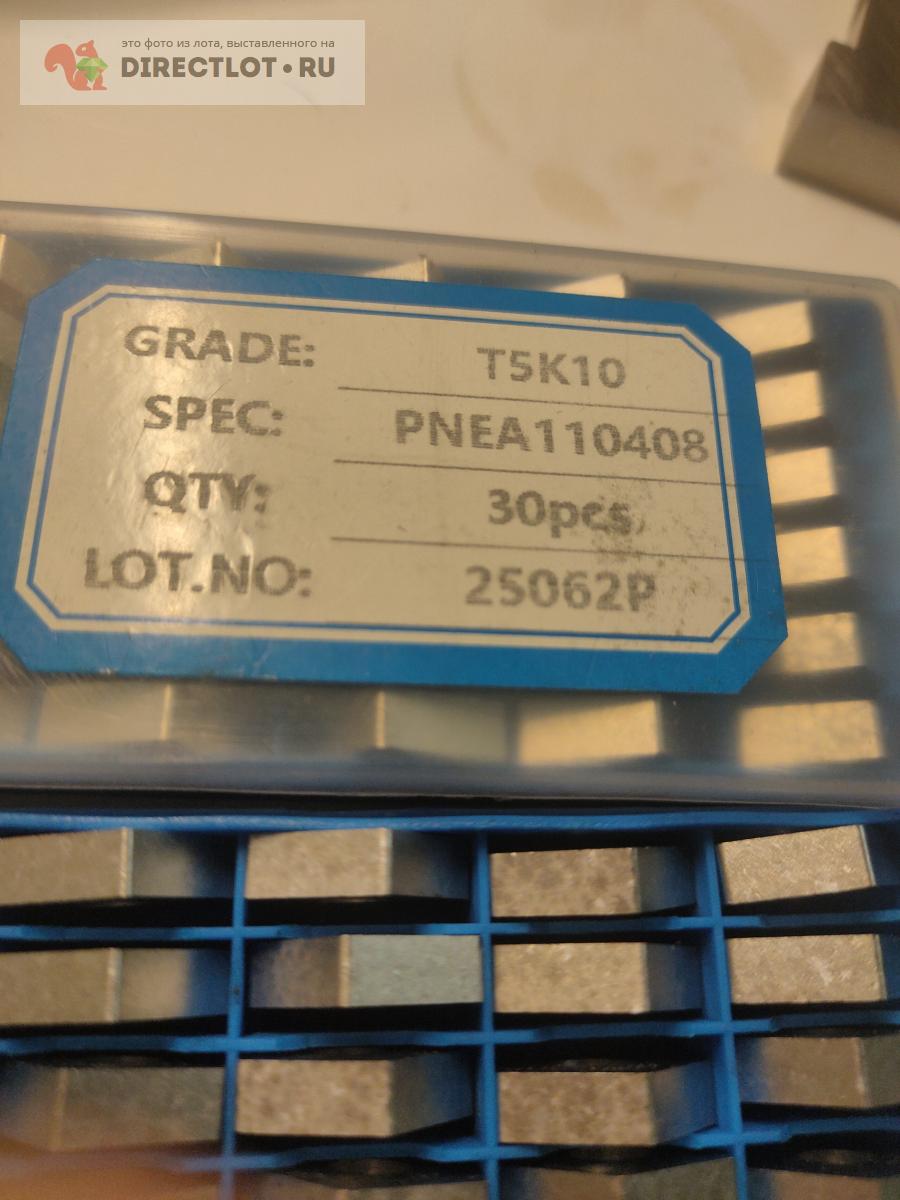 это фото из лота, выставленного на
DIRECTLOT•RU
GRADE: T5K10
SPEC: PNEA110408
QTY: 30pcs
LOT.NO: 25062P